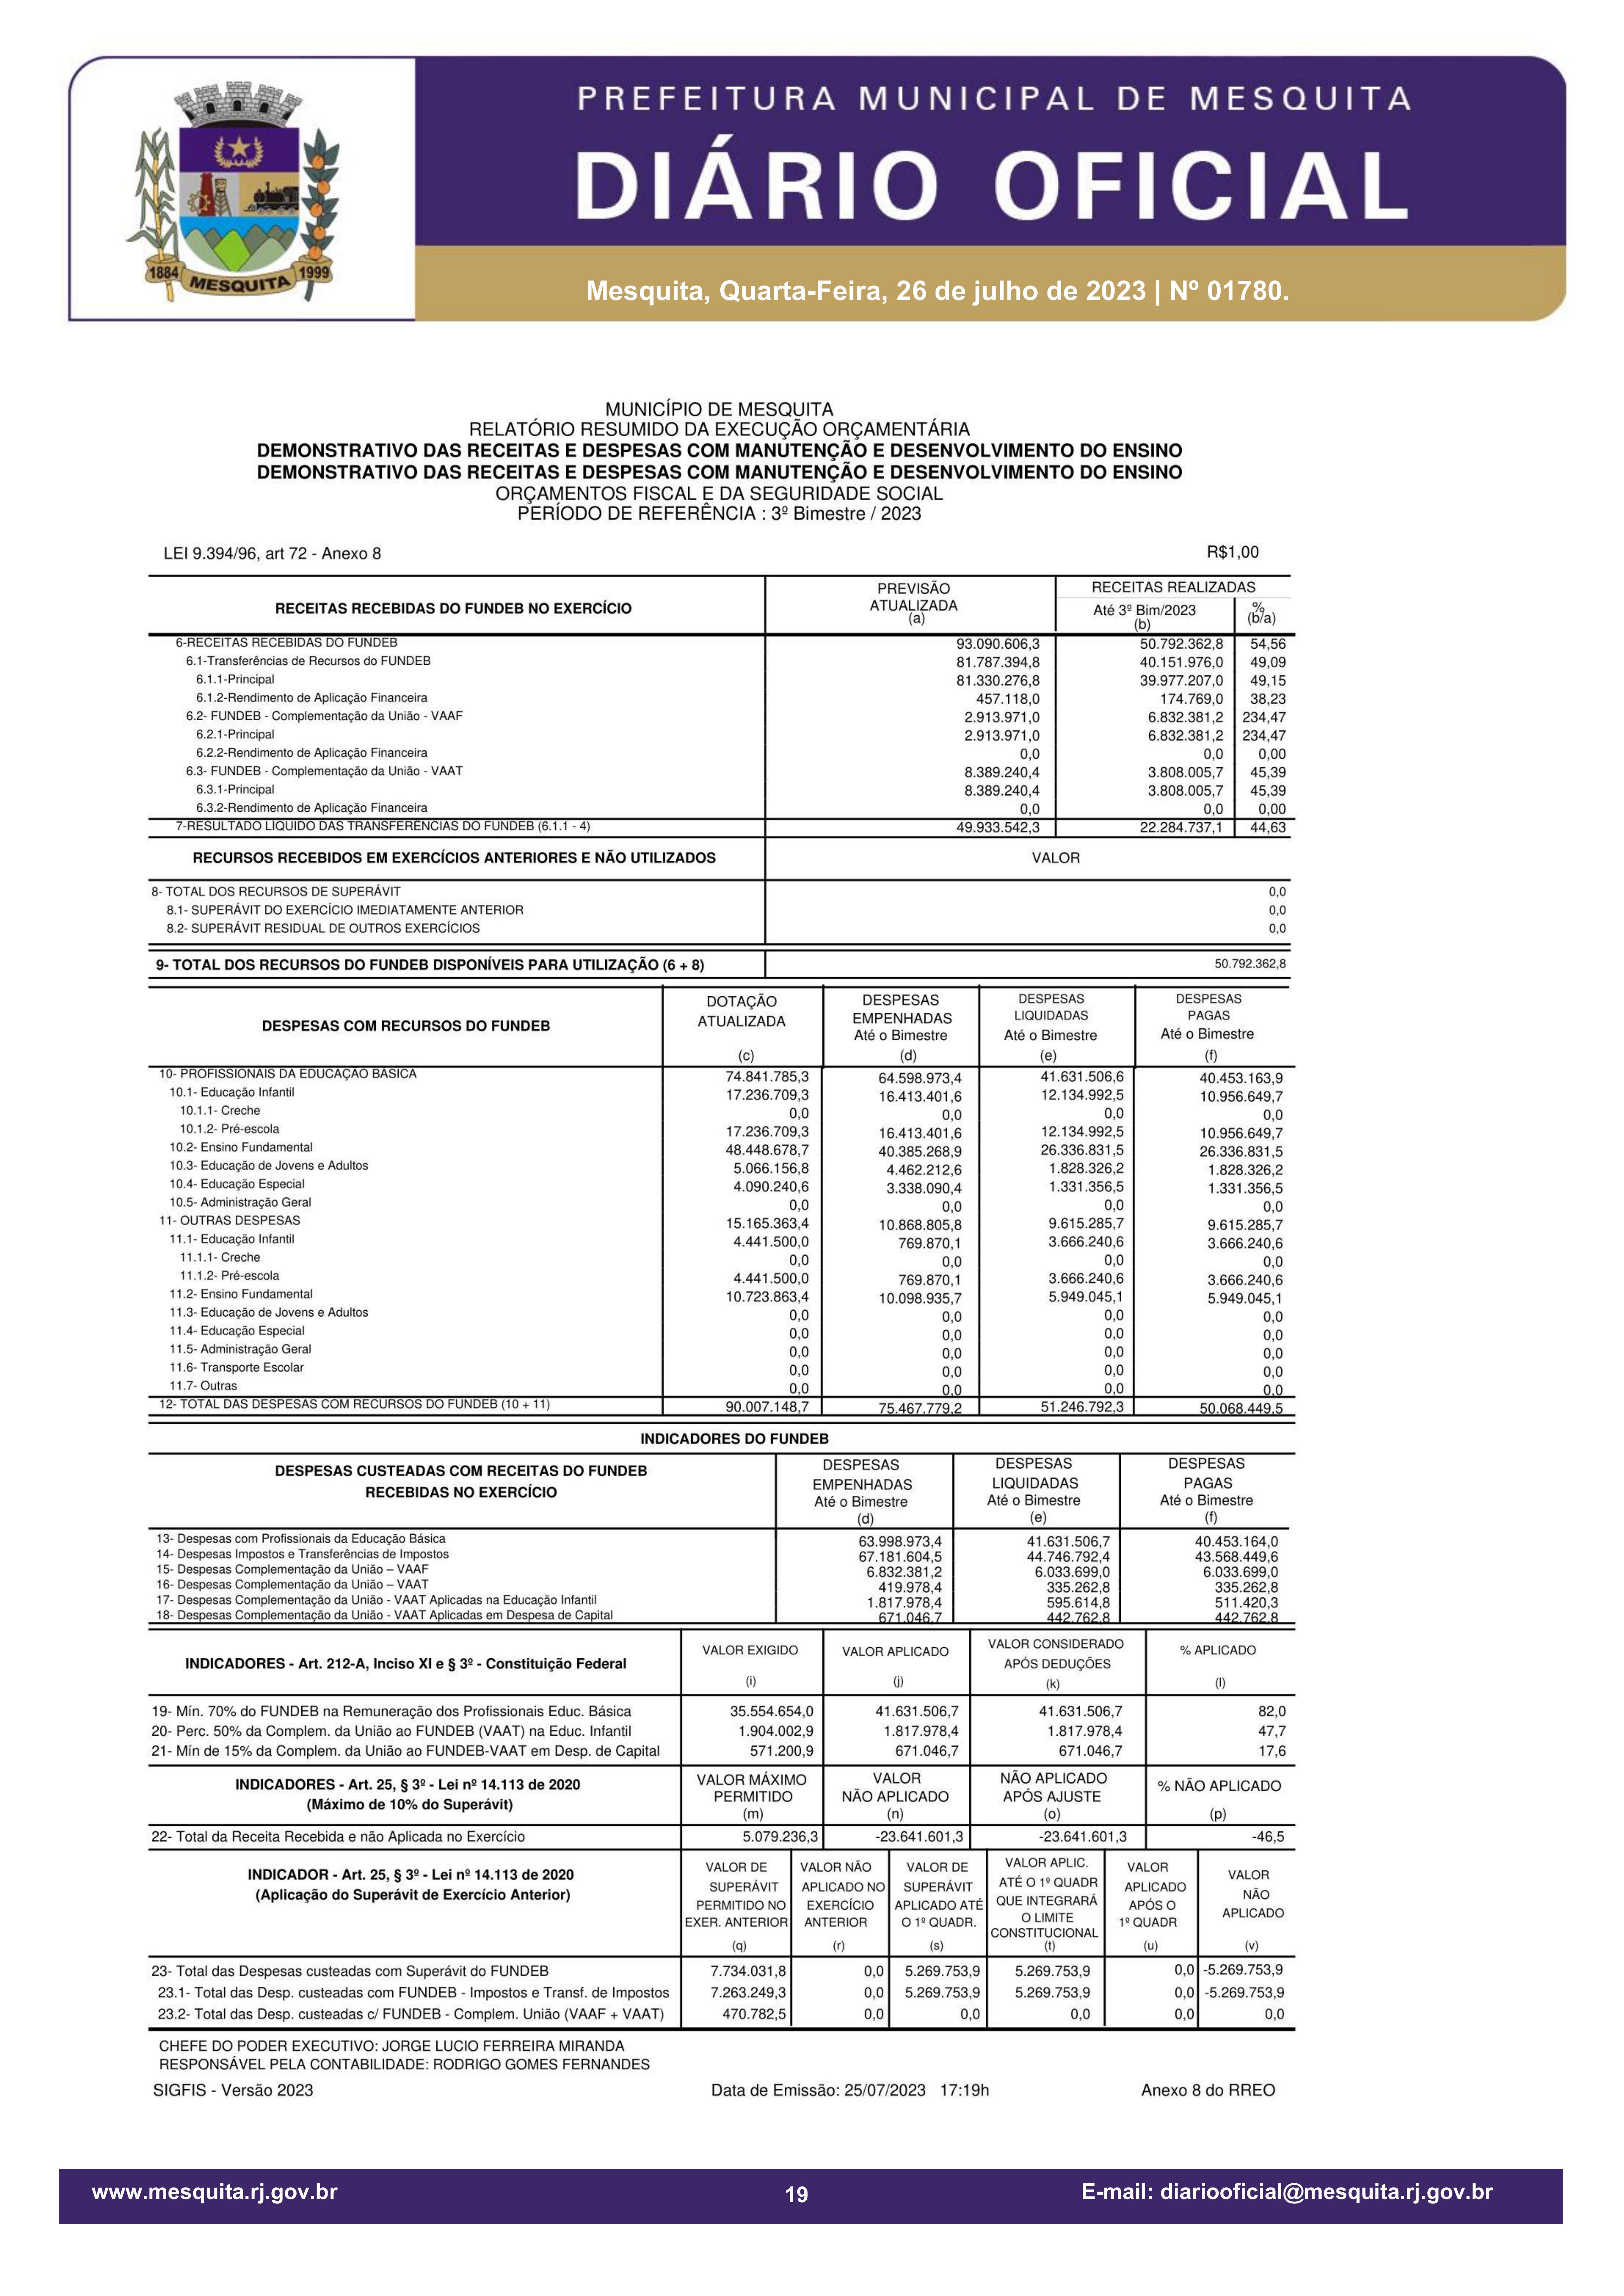 PREFEITURA MUNICIPAL DE MESQUITA
DIÁRIO OFICIAL
1884 MESQUITA 1999
Mesquita, Quarta-Feira, 26 de julho de 2023 | Nº 01780.
MUNICÍPIO DE MESQUITA
RELATÓRIO RESUMIDO DA EXECUÇÃO ORÇAMENTÁRIA
DEMONSTRATIVO DAS RECEITAS E DESPESAS COM MANUTENÇÃO E DESENVOLVIMENTO DO ENSINO
DEMONSTRATIVO DAS RECEITAS E DESPESAS COM MANUTENÇÃO E DESENVOLVIMENTO DO ENSINO
ORÇAMENTOS FISCAL E DA SEGURIDADE SOCIAL
PERÍODO DE REFERÊNCIA : 3º Bimestre / 2023
LEI 9.394/96, art 72 - Anexo 8 R$1,00
RECEITAS RECEBIDAS DO FUNDEB NO EXERCÍCIO
PREVISÃO ATUALIZADA (a)
RECEITAS REALIZADAS
Até 3º Bim/2023 (b)
% (b/a)
6-RECEITAS RECEBIDAS DO FUNDEB 93.090.606,3 50.792.362,8 54,56
6.1-Transferências de Recursos do FUNDEB 81.787.394,8 40.151.976,0 49,09
6.1.1-Principal 81.330.276,8 39.977.207,0 49,15
6.1.2-Rendimento de Aplicação Financeira 457.118,0 174.769,0 38,23
6.2- FUNDEB - Complementação da União - VAAF 2.913.971,0 6.832.381,2 234,47
6.2.1-Principal 2.913.971,0 6.832.381,2 234,47
6.2.2-Rendimento de Aplicação Financeira 0,0 0,0 0,00
6.3- FUNDEB - Complementação da União - VAAT 8.389.240,4 3.808.005,7 45,39
6.3.1-Principal 8.389.240,4 3.808.005,7 45,39
6.3.2-Rendimento de Aplicação Financeira 0,0 0,0 0,00
7-RESULTADO LÍQUIDO DAS TRANSFERÊNCIAS DO FUNDEB (6.1.1 - 4) 49.933.542,3 22.284.737,1 44,63
RECURSOS RECEBIDOS EM EXERCÍCIOS ANTERIORES E NÃO UTILIZADOS VALOR
8- TOTAL DOS RECURSOS DE SUPERÁVIT 0,0
8.1- SUPERÁVIT DO EXERCÍCIO IMEDIATAMENTE ANTERIOR 0,0
8.2- SUPERÁVIT RESIDUAL DE OUTROS EXERCÍCIOS 0,0
9- TOTAL DOS RECURSOS DO FUNDEB DISPONÍVEIS PARA UTILIZAÇÃO (6 + 8) 50.792.362,8
DESPESAS COM RECURSOS DO FUNDEB
DOTAÇÃO ATUALIZADA (c)
DESPESAS EMPENHADAS Até o Bimestre (d)
DESPESAS LIQUIDADAS Até o Bimestre (e)
DESPESAS PAGAS Até o Bimestre (f)
10- PROFISSIONAIS DA EDUCAÇÃO BÁSICA 74.841.785,3 64.598.973,4 41.631.506,6 40.453.163,9
10.1- Educação Infantil 17.236.709,3 16.413.401,6 12.134.992,5 10.956.649,7
10.1.1- Creche 0,0 0,0 0,0 0,0
10.1.2- Pré-escola 17.236.709,3 16.413.401,6 12.134.992,5 10.956.649,7
10.2- Ensino Fundamental 48.448.678,7 40.385.268,9 26.336.831,5 26.336.831,5
10.3- Educação de Jovens e Adultos 5.066.156,8 4.462.212,6 1.828.326,2 1.828.326,2
10.4- Educação Especial 4.090.240,6 3.338.090,4 1.331.356,5 1.331.356,5
10.5- Administração Geral 0,0 0,0 0,0 0,0
11- OUTRAS DESPESAS 15.165.363,4 10.868.805,8 9.615.285,7 9.615.285,7
11.1- Educação Infantil 4.441.500,0 769.870,1 3.666.240,6 3.666.240,6
11.1.1- Creche 0,0 0,0 0,0 0,0
11.1.2- Pré-escola 4.441.500,0 769.870,1 3.666.240,6 3.666.240,6
11.2- Ensino Fundamental 10.723.863,4 10.098.935,7 5.949.045,1 5.949.045,1
11.3- Educação de Jovens e Adultos 0,0 0,0 0,0 0,0
11.4- Educação Especial 0,0 0,0 0,0 0,0
11.5- Administração Geral 0,0 0,0 0,0 0,0
11.6- Transporte Escolar 0,0 0,0 0,0 0,0
11.7- Outras 0,0 0,0 0,0 0,0
12- TOTAL DAS DESPESAS COM RECURSOS DO FUNDEB (10 + 11) 90.007.148,7 75.467.779,2 51.246.792,3 50.068.449,5
INDICADORES DO FUNDEB
DESPESAS CUSTEADAS COM RECEITAS DO FUNDEB
RECEBIDAS NO EXERCÍCIO
DESPESAS EMPENHADAS Até o Bimestre (d)
DESPESAS LIQUIDADAS Até o Bimestre (e)
DESPESAS PAGAS Até o Bimestre (f)
13- Despesas com Profissionais da Educação Básica 63.998.973,4 41.631.506,7 40.453.164,0
14- Despesas Impostos e Transferências de Impostos 67.181.604,5 44.746.792,4 43.568.449,6
15- Despesas Complementação da União – VAAF 6.832.381,2 6.033.699,0 6.033.699,0
16- Despesas Complementação da União – VAAT 419.978,4 335.262,8 335.262,8
17- Despesas Complementação da União - VAAT Aplicadas na Educação Infantil 1.817.978,4 595.614,8 511.420,3
18- Despesas Complementação da União - VAAT Aplicadas em Despesa de Capital 671.046,7 442.762,8 442.762,8
INDICADORES - Art. 212-A, Inciso XI e § 3º - Constituição Federal
VALOR EXIGIDO (i)
VALOR APLICADO (j)
VALOR CONSIDERADO APÓS DEDUÇÕES (k)
% APLICADO (l)
19- Mín. 70% do FUNDEB na Remuneração dos Profissionais Educ. Básica 35.554.654,0 41.631.506,7 41.631.506,7 82,0
20- Perc. 50% da Complem. da União ao FUNDEB (VAAT) na Educ. Infantil 1.904.002,9 1.817.978,4 1.817.978,4 47,7
21- Mín de 15% da Complem. da União ao FUNDEB-VAAT em Desp. de Capital 571.200,9 671.046,7 671.046,7 17,6
INDICADORES - Art. 25, § 3º - Lei nº 14.113 de 2020
(Máximo de 10% do Superávit)
VALOR MÁXIMO PERMITIDO (m)
VALOR NÃO APLICADO (n)
NÃO APLICADO APÓS AJUSTE (o)
% NÃO APLICADO (p)
22- Total da Receita Recebida e não Aplicada no Exercício 5.079.236,3 -23.641.601,3 -23.641.601,3 -46,5
INDICADOR - Art. 25, § 3º - Lei nº 14.113 de 2020
(Aplicação do Superávit de Exercício Anterior)
VALOR DE SUPERÁVIT PERMITIDO NO EXER. ANTERIOR (q)
VALOR NÃO APLICADO NO EXERCÍCIO ANTERIOR (r)
VALOR DE SUPERÁVIT APLICADO ATÉ O 1º QUADR. (s)
VALOR APLIC. ATÉ O 1º QUADR QUE INTEGRARÁ O LIMITE CONSTITUCIONAL (t)
VALOR APLICADO APÓS O 1º QUADR (u)
VALOR NÃO APLICADO (v)
23- Total das Despesas custeadas com Superávit do FUNDEB 7.734.031,8 0,0 5.269.753,9 5.269.753,9 0,0 -5.269.753,9
23.1- Total das Desp. custeadas com FUNDEB - Impostos e Transf. de Impostos 7.263.249,3 0,0 5.269.753,9 5.269.753,9 0,0 -5.269.753,9
23.2- Total das Desp. custeadas c/ FUNDEB - Complem. União (VAAF + VAAT) 470.782,5 0,0 0,0 0,0 0,0 0,0
CHEFE DO PODER EXECUTIVO: JORGE LUCIO FERREIRA MIRANDA
RESPONSÁVEL PELA CONTABILIDADE: RODRIGO GOMES FERNANDES
SIGFIS - Versão 2023 Data de Emissão: 25/07/2023 17:19h Anexo 8 do RREO
www.mesquita.rj.gov.br 19 E-mail: diariooficial@mesquita.rj.gov.br